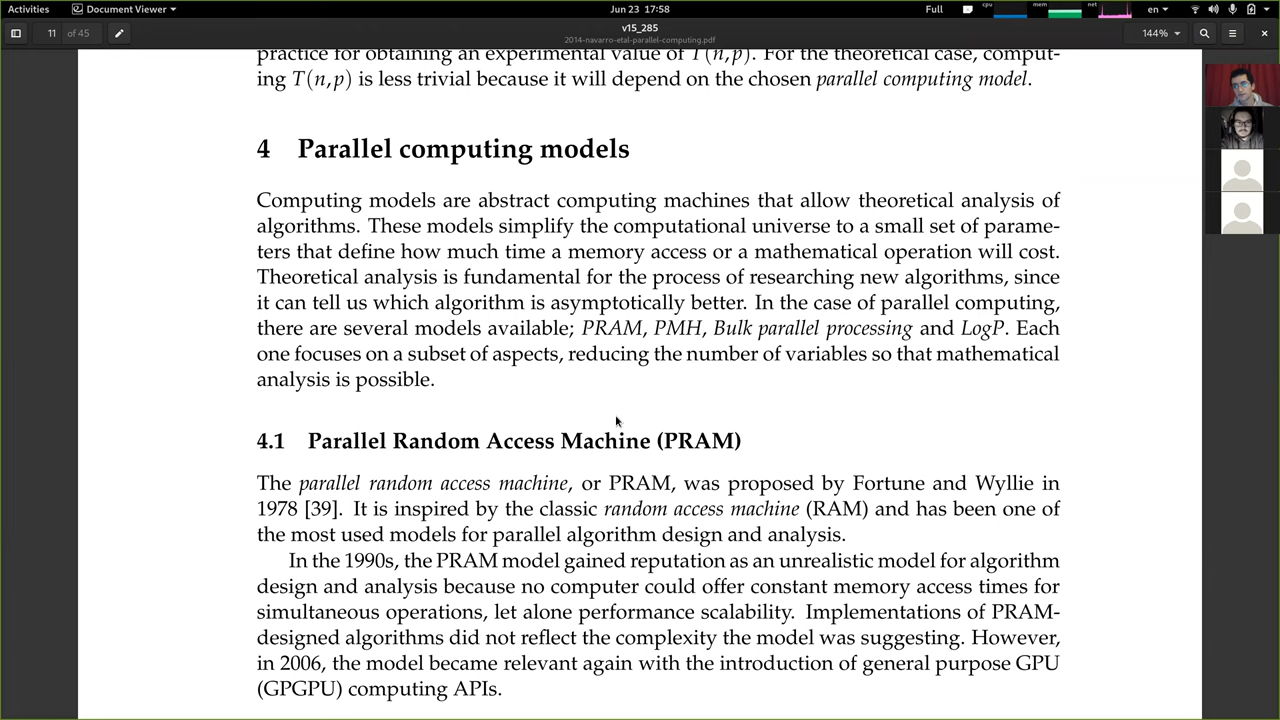 Activities
Document Viewer
Jun 23 17:58
Full
cpu
mem
net
en
11 of 45
v15_285
2014-navarro-etal-parallel-computing.pdf
144%
practice for obtaining an experimental value of T(n,p). For the theoretical case, comput-
ing T(n,p) is less trivial because it will depend on the chosen parallel computing model.
4 Parallel computing models
Computing models are abstract computing machines that allow theoretical analysis of
algorithms. These models simplify the computational universe to a small set of parame-
ters that define how much time a memory access or a mathematical operation will cost.
Theoretical analysis is fundamental for the process of researching new algorithms, since
it can tell us which algorithm is asymptotically better. In the case of parallel computing,
there are several models available; PRAM, PMH, Bulk parallel processing and LogP. Each
one focuses on a subset of aspects, reducing the number of variables so that mathematical
analysis is possible.
4.1 Parallel Random Access Machine (PRAM)
The parallel random access machine, or PRAM, was proposed by Fortune and Wyllie in
1978 [39]. It is inspired by the classic random access machine (RAM) and has been one of
the most used models for parallel algorithm design and analysis.
In the 1990s, the PRAM model gained reputation as an unrealistic model for algorithm
design and analysis because no computer could offer constant memory access times for
simultaneous operations, let alone performance scalability. Implementations of PRAM-
designed algorithms did not reflect the complexity the model was suggesting. However,
in 2006, the model became relevant again with the introduction of general purpose GPU
(GPGPU) computing APIs.